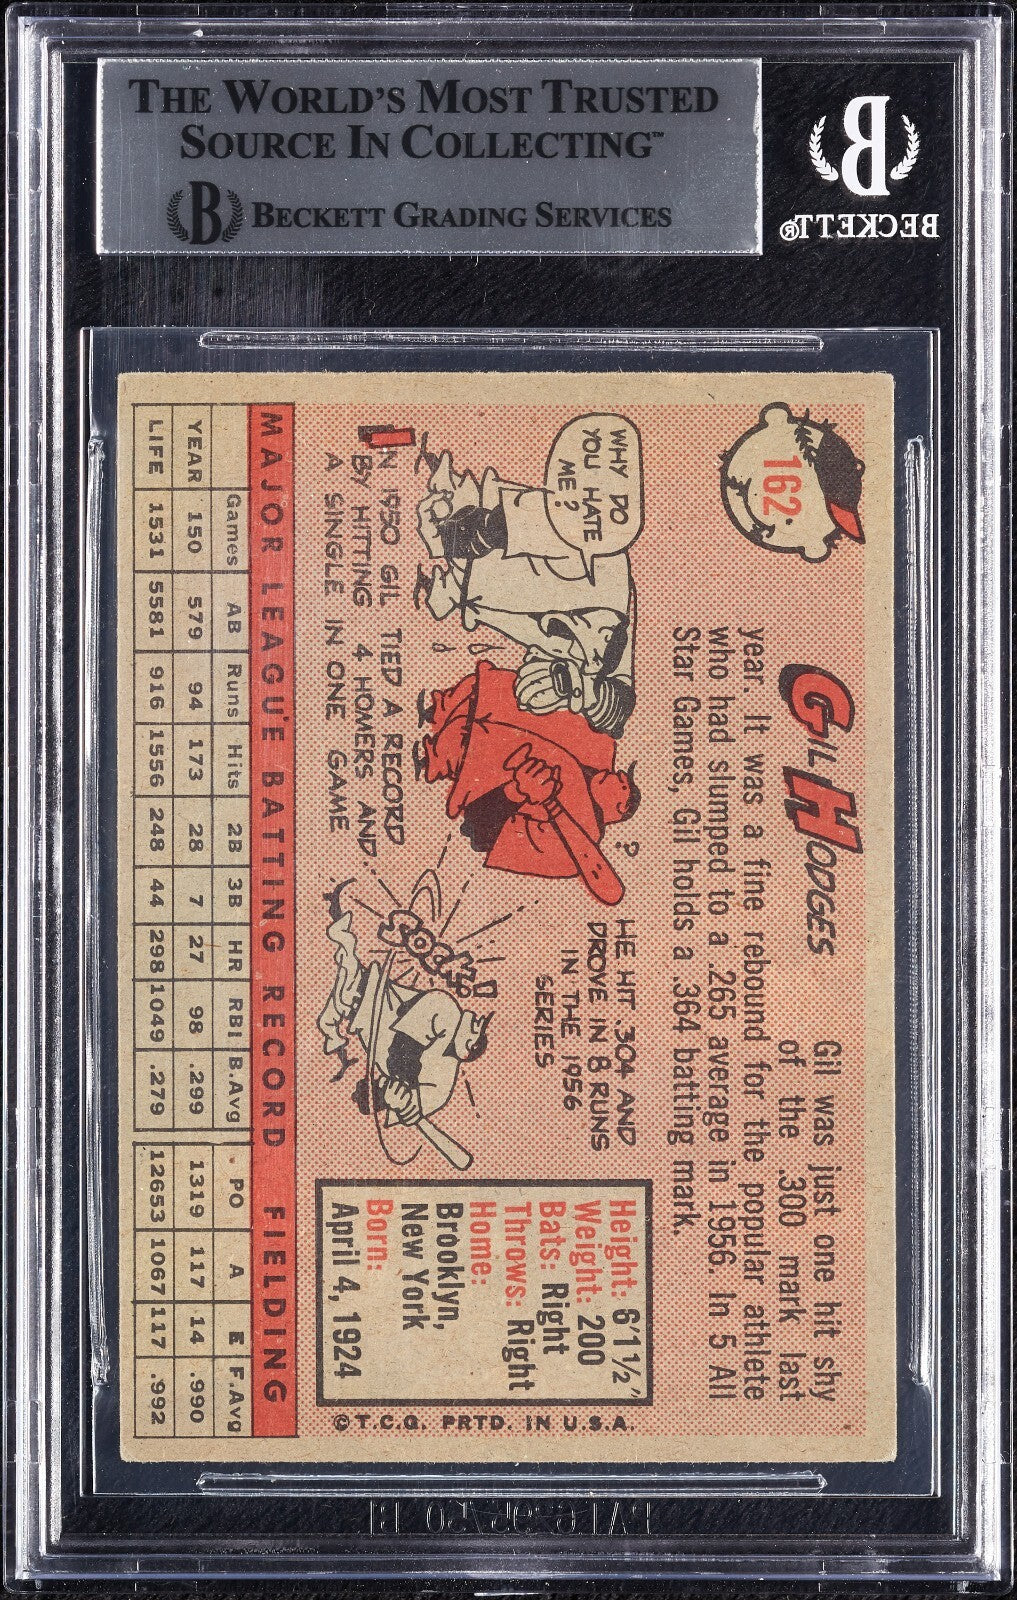 THE WORLD'S MOST TRUSTED
SOURCE IN COLLECTING™
B BECKETT GRADING SERVICES
B
BECKETT®
162
GIL HODGES
Gil was just one hit shy
of the .300 mark last
year. It was a fine rebound for the popular athlete
who had slumped to a .265 average in 1956. In 5 All
Star Games, Gil holds a .364 batting mark.
WHY DO
YOU HATE
ME?
?
HE HIT .304 AND
DROVE IN 8 RUNS
IN THE 1956
SERIES
IN 1950 GIL TIED A RECORD
BY HITTING 4 HOMERS AND
A SINGLE IN ONE GAME
SOCK!
Height: 6'1½"
Weight: 200
Bats: Right
Throws: Right
Home:
Brooklyn,
New York
Born:
April 4, 1924
©T.C.G. PRTD. IN U.S.A.
MAJOR LEAGUE BATTING RECORD FIELDING
Games AB Runs Hits 2B 3B HR RBI B.Avg PO A E F.Avg
YEAR 150 579 94 173 28 7 27 98 .299 1319 117 14 .990
LIFE 1531 5581 916 1556 248 44 298 1049 .279 12653 1067 117 .992